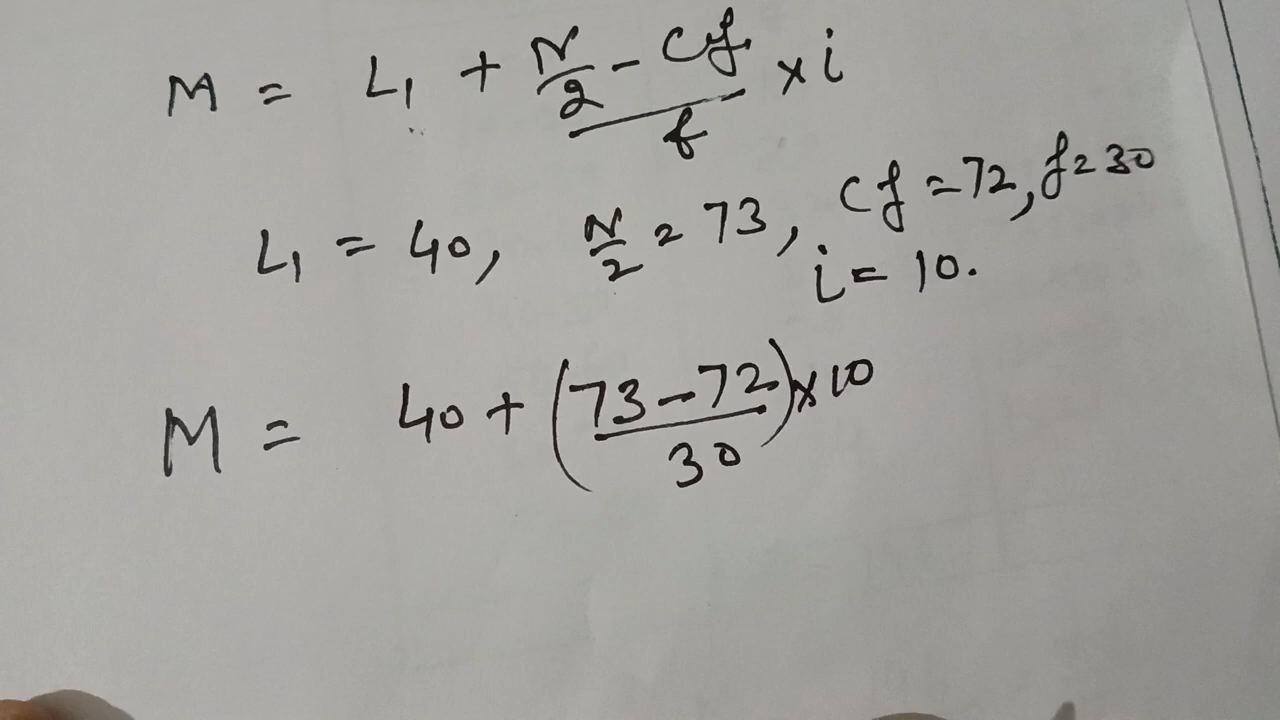 M = L1 + N/2 - Cf / f × i
L1 = 40, N/2 = 73, Cf = 72, f = 30
i = 10.
M = 40 + (73 - 72 / 30) × 10